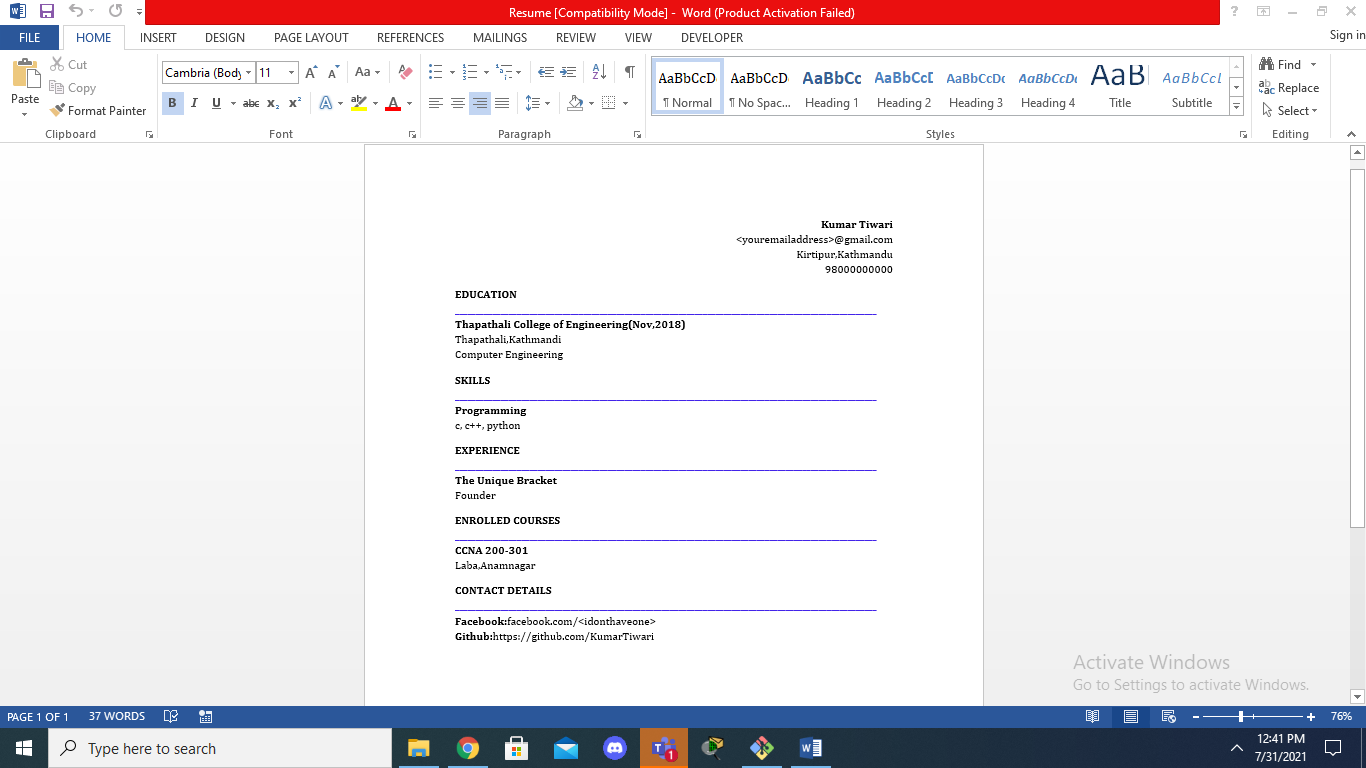 Resume [Compatibility Mode] - Word (Product Activation Failed)
FILE HOME INSERT DESIGN PAGE LAYOUT REFERENCES MAILINGS REVIEW VIEW DEVELOPER Sign in
Paste
Cut
Copy
Format Painter
Clipboard
Cambria (Body 11
Font
Paragraph
AaBbCcD AaBbCcD AaBbCc AaBbCcD AaBbCcDc AaBbCcDc AaB AaBbCcL
¶ Normal ¶ No Spac... Heading 1 Heading 2 Heading 3 Heading 4 Title Subtitle
Styles
Find
Replace
Select
Editing
Kumar Tiwari
<youremailaddress>@gmail.com
Kirtipur,Kathmandu
98000000000
EDUCATION
Thapathali College of Engineering(Nov,2018)
Thapathali,Kathmandi
Computer Engineering
SKILLS
Programming
c, c++, python
EXPERIENCE
The Unique Bracket
Founder
ENROLLED COURSES
CCNA 200-301
Laba,Anamnagar
CONTACT DETAILS
Facebook:facebook.com/<idonthaveone>
Github:https://github.com/KumarTiwari
Activate Windows
Go to Settings to activate Windows.
PAGE 1 OF 1 37 WORDS 76%
Type here to search
1
12:41 PM
7/31/2021